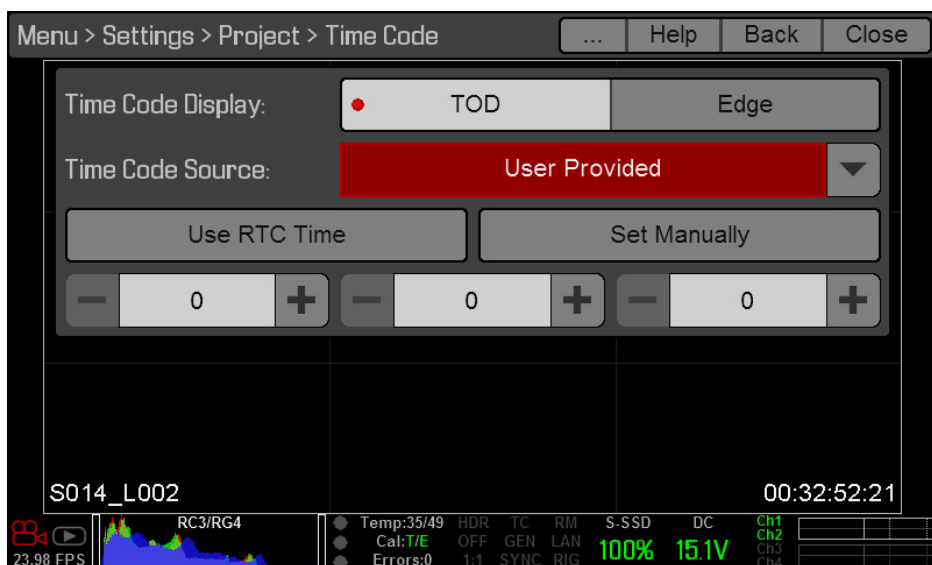 Menu > Settings > Project > Time Code ... Help Back Close
Time Code Display: TOD Edge
Time Code Source: User Provided
Use RTC Time Set Manually
0 0 0
S014_L002 00:32:52:21
RC3/RG4 Temp:35/49 HDR TC RM S-SSD DC Ch1
Cal:T/E OFF GEN LAN 100% 15.1V Ch2
Ch3
23.98 FPS Errors:0 1:1 SYNC RIG Ch4